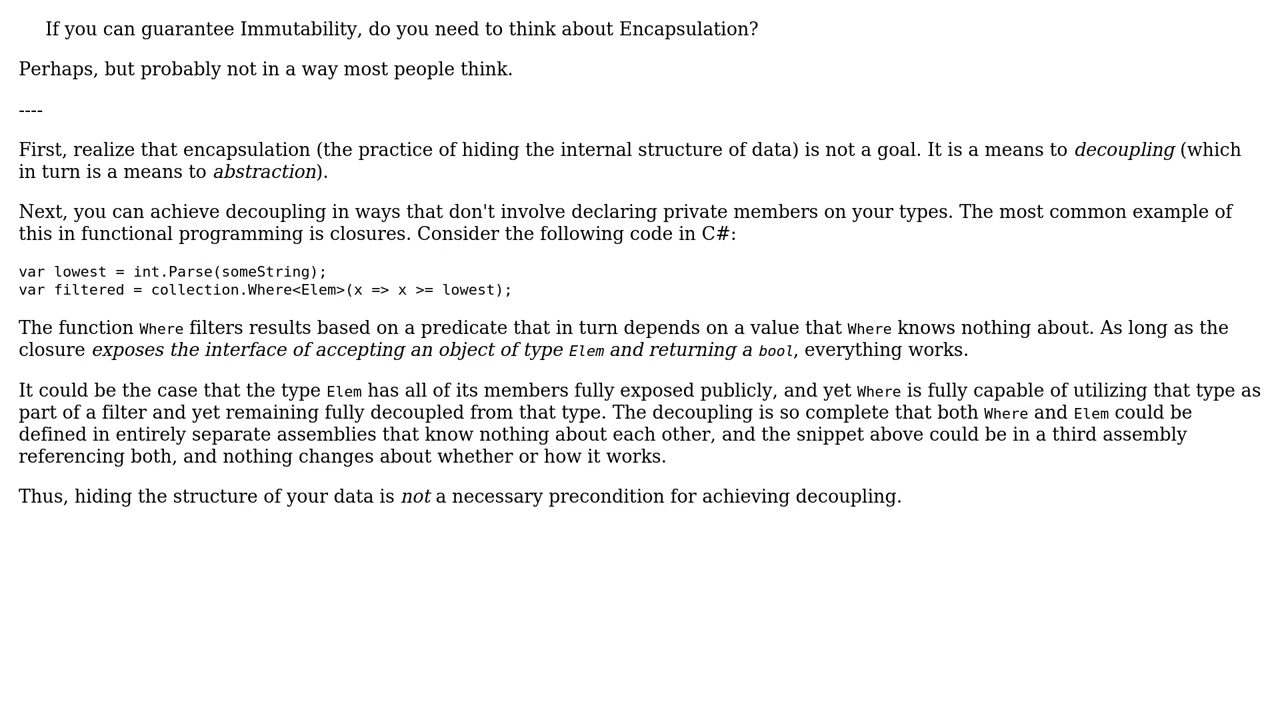 If you can guarantee Immutability, do you need to think about Encapsulation?
Perhaps, but probably not in a way most people think.
----
First, realize that encapsulation (the practice of hiding the internal structure of data) is not a goal. It is a means to decoupling (which
in turn is a means to abstraction).
Next, you can achieve decoupling in ways that don't involve declaring private members on your types. The most common example of
this in functional programming is closures. Consider the following code in C#:
var lowest = int.Parse(someString);
var filtered = collection.Where<Elem>(x => x >= lowest);
The function Where filters results based on a predicate that in turn depends on a value that Where knows nothing about. As long as the
closure exposes the interface of accepting an object of type Elem and returning a bool, everything works.
It could be the case that the type Elem has all of its members fully exposed publicly, and yet Where is fully capable of utilizing that type as
part of a filter and yet remaining fully decoupled from that type. The decoupling is so complete that both Where and Elem could be
defined in entirely separate assemblies that know nothing about each other, and the snippet above could be in a third assembly
referencing both, and nothing changes about whether or how it works.
Thus, hiding the structure of your data is not a necessary precondition for achieving decoupling.